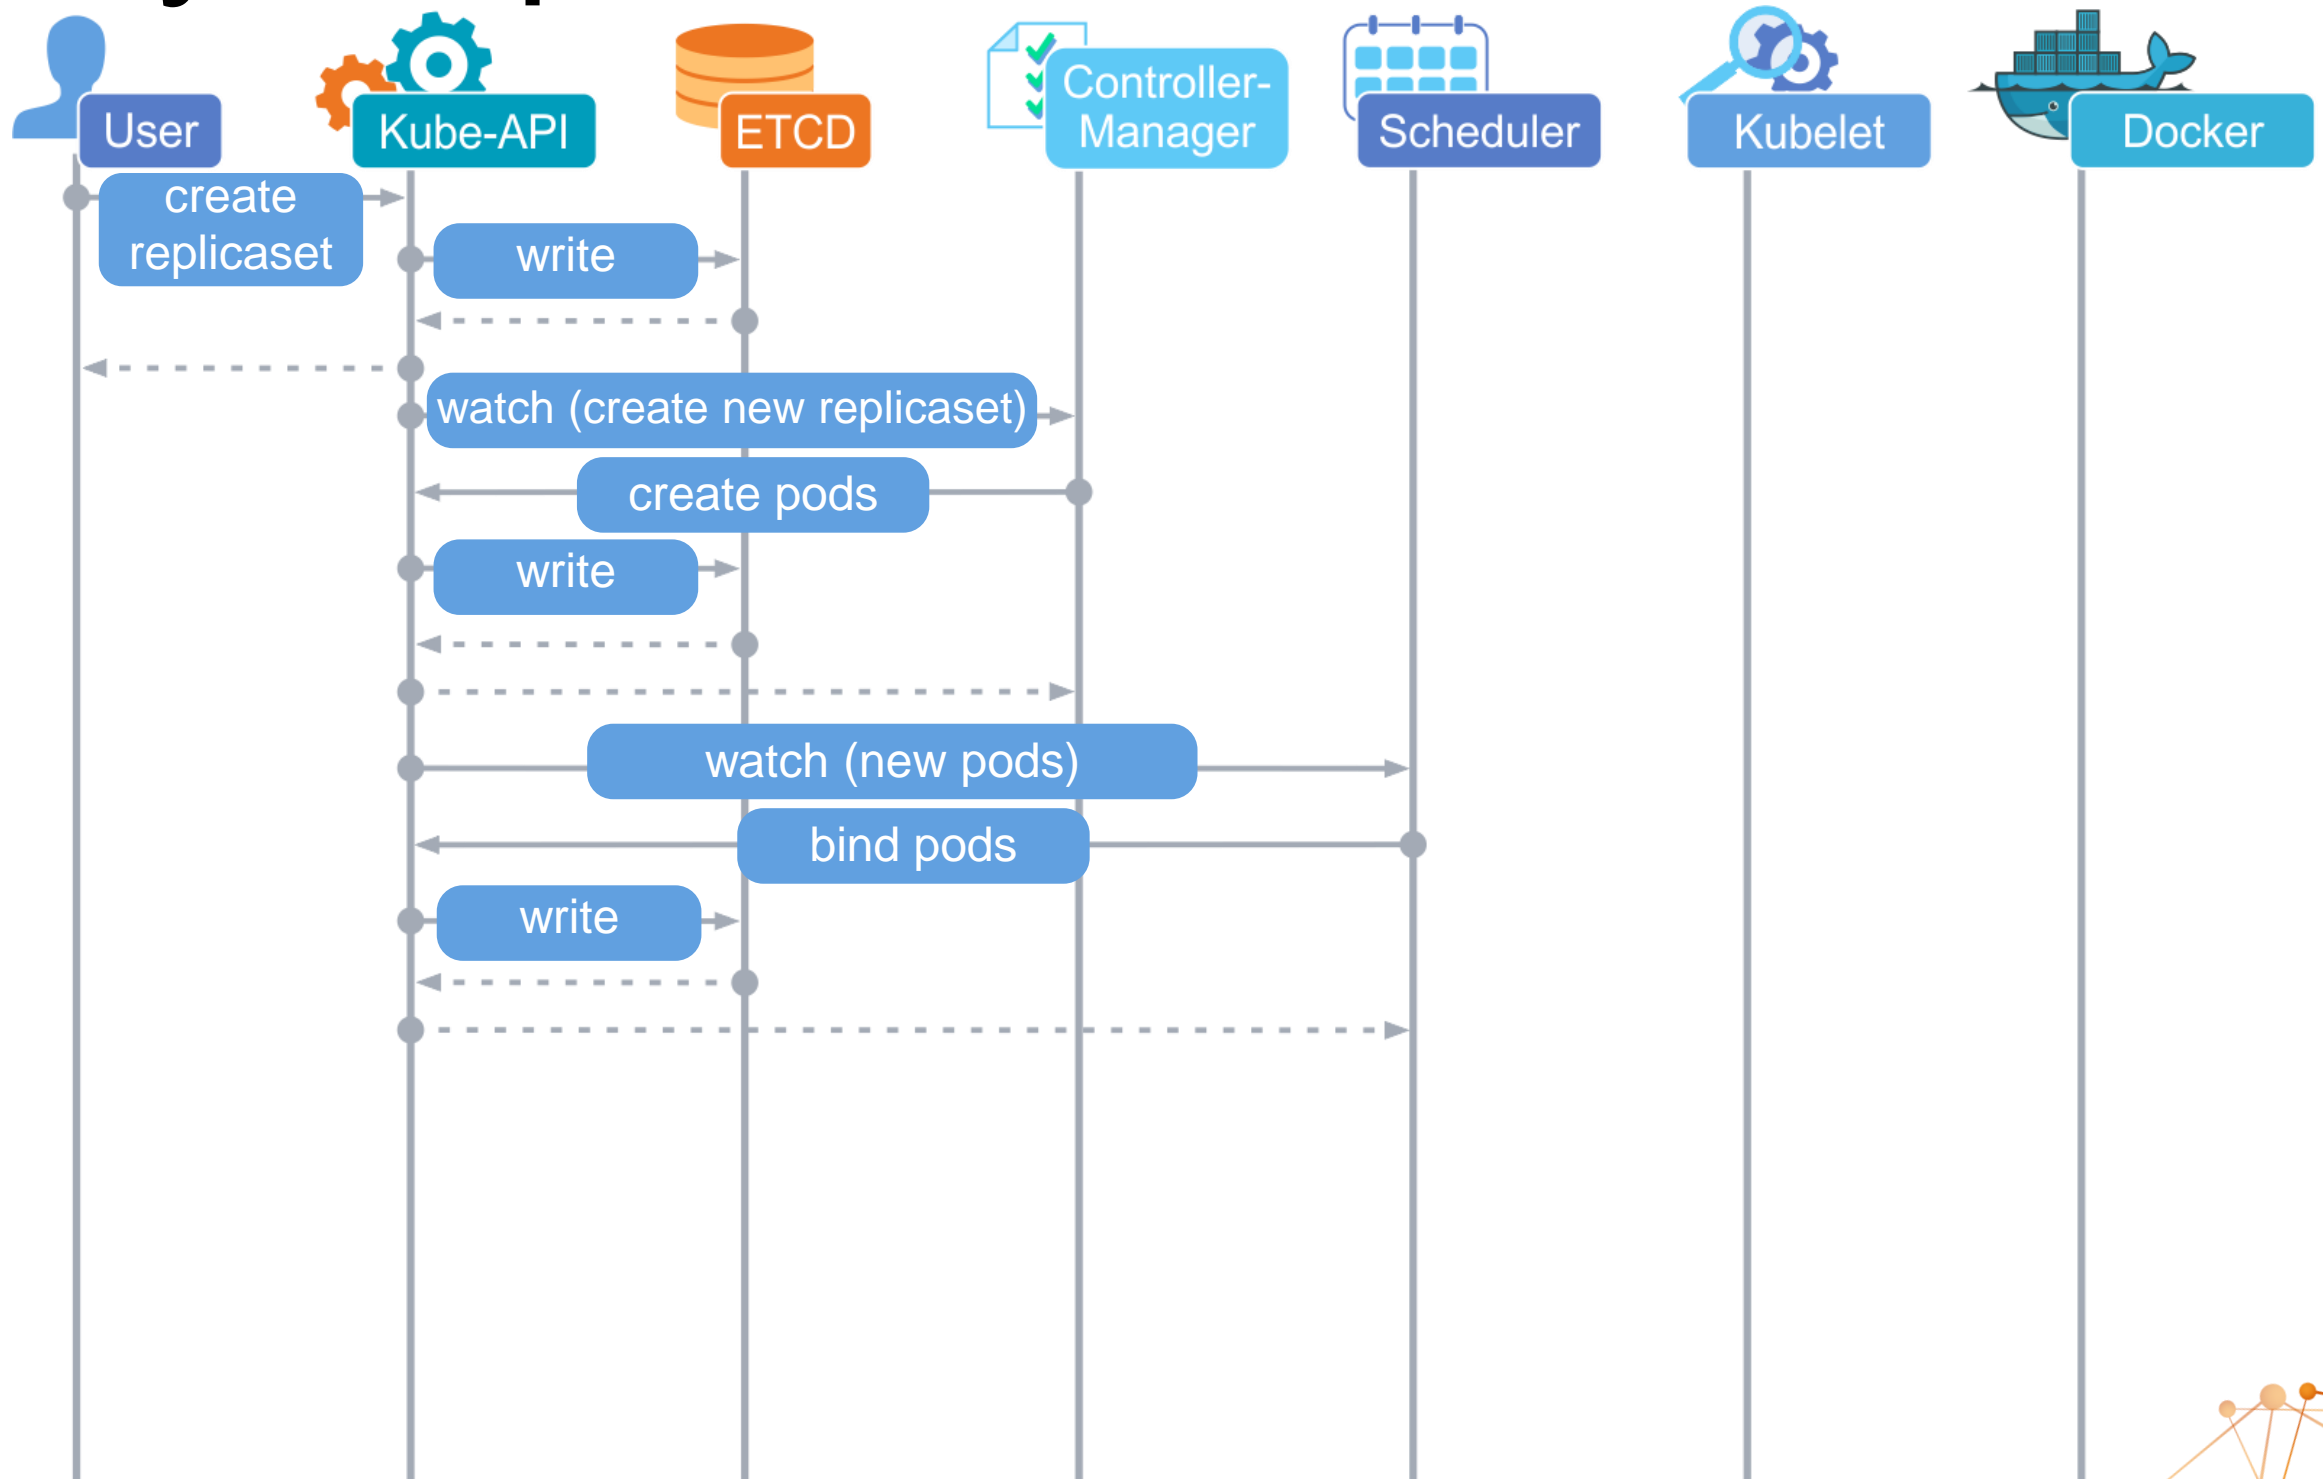 User
Kube-API
ETCD
Controller-
Manager
Scheduler
Kubelet
Docker
create
replicaset
write
watch (create new replicaset)
create pods
write
watch (new pods)
bind pods
write